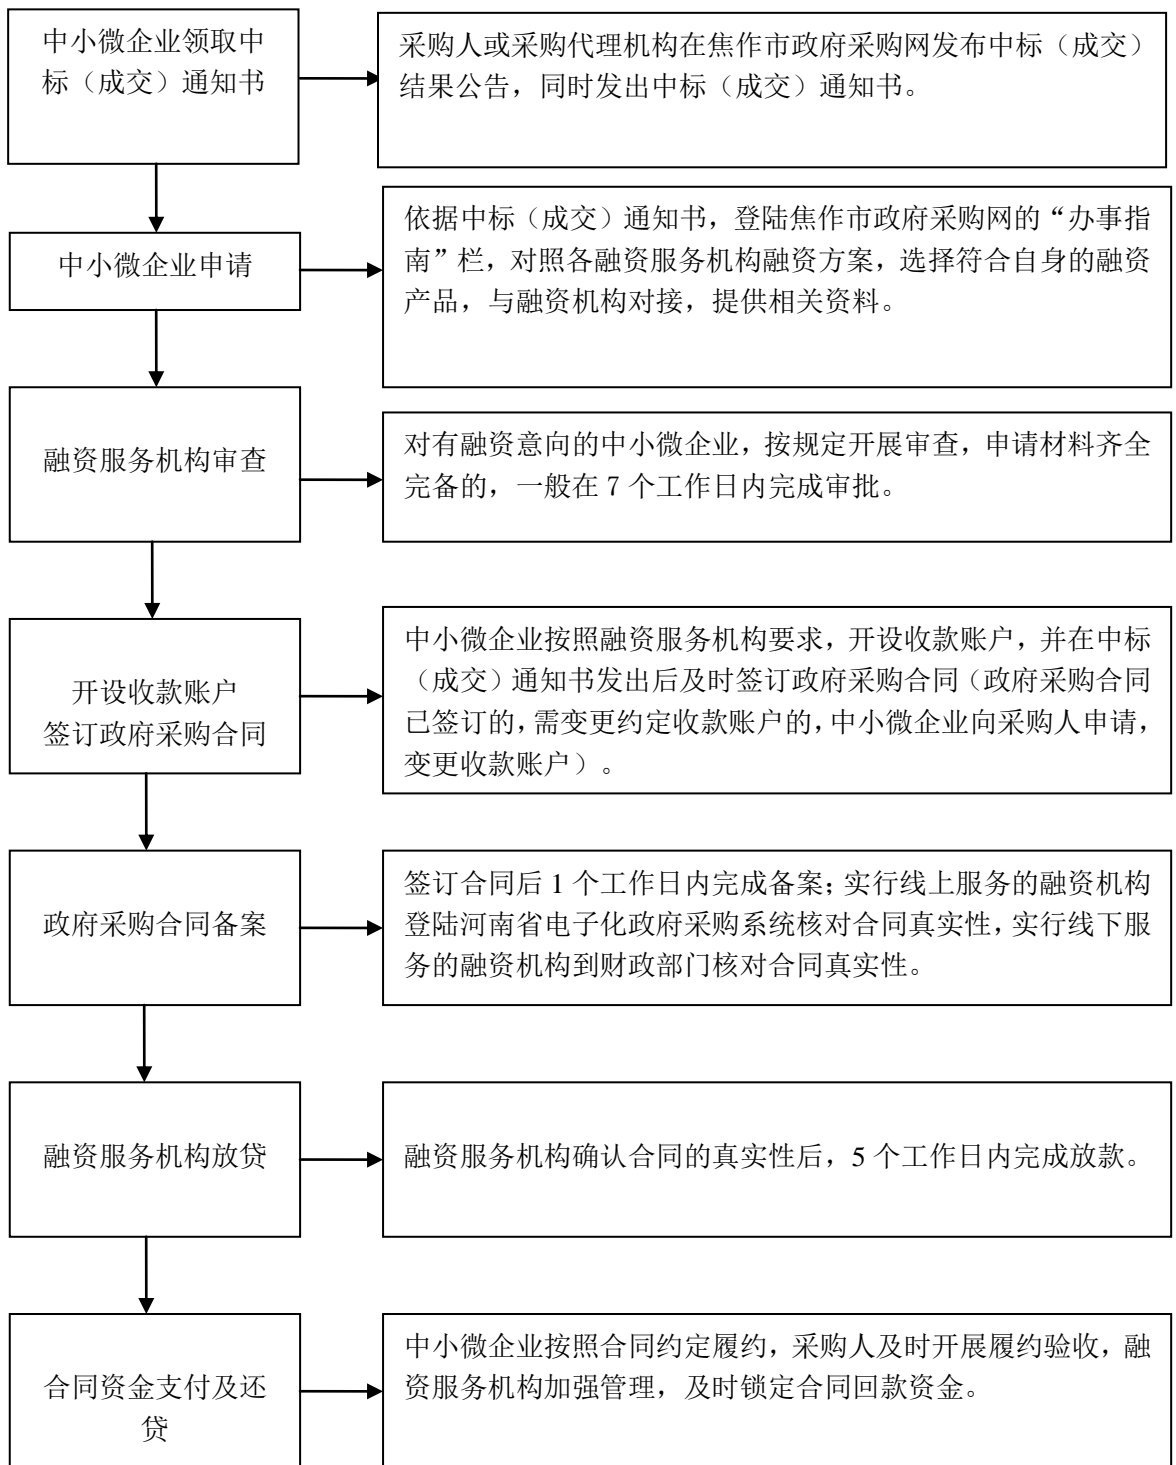 中小微企业领取中
标（成交）通知书
采购人或采购代理机构在焦作市政府采购网发布中标（成交）
结果公告，同时发出中标（成交）通知书。
中小微企业申请
依据中标（成交）通知书，登陆焦作市政府采购网的“办事指
南”栏，对照各融资服务机构融资方案，选择符合自身的融资
产品，与融资机构对接，提供相关资料。
融资服务机构审查
对有融资意向的中小微企业，按规定开展审查，申请材料齐全
完备的，一般在 7 个工作日内完成审批。
开设收款账户
签订政府采购合同
中小微企业按照融资服务机构要求，开设收款账户，并在中标
（成交）通知书发出后及时签订政府采购合同（政府采购合同
已签订的，需变更约定收款账户的，中小微企业向采购人申请，
变更收款账户）。
政府采购合同备案
签订合同后 1 个工作日内完成备案；实行线上服务的融资机构
登陆河南省电子化政府采购系统核对合同真实性，实行线下服
务的融资机构到财政部门核对合同真实性。
融资服务机构放贷
融资服务机构确认合同的真实性后，5 个工作日内完成放款。
合同资金支付及还
贷
中小微企业按照合同约定履约，采购人及时开展履约验收，融
资服务机构加强管理，及时锁定合同回款资金。